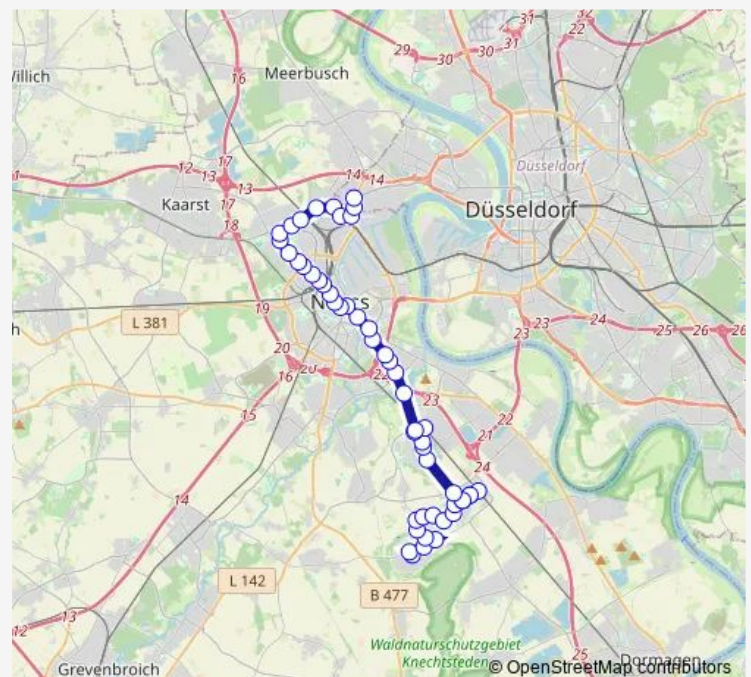 31
32
22
29
30
30
31
Willich
16
Meerbusch
Düsseldorf
12
17
13
13
14
14
Kaarst
17
18
Düsseldorf
19
L 381
23
23
24
25
26
20
16
22
23
22
15
21
24
14
L 142
B 477
13
12
25
Waldnaturschutzgebiet
Knechtsteden
Grevenbroich
© OpenStreetMap contributors